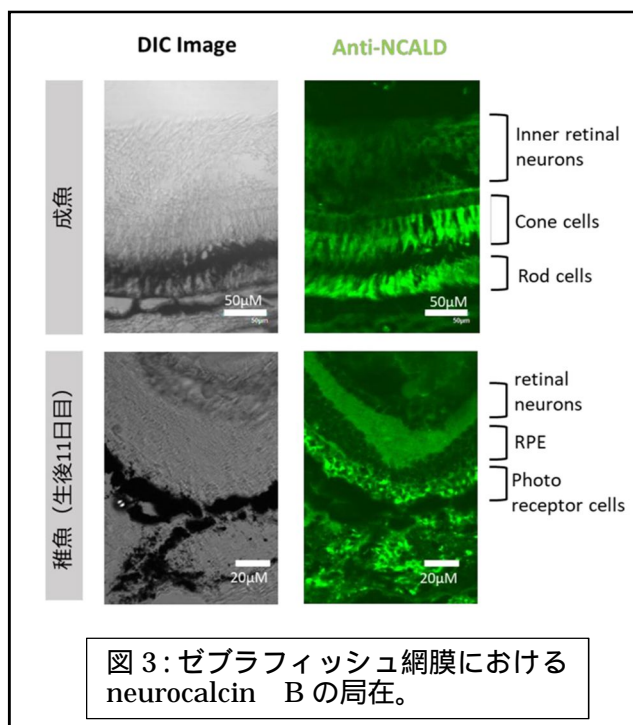 DIC Image
Anti-NCALD
成魚
Inner retinal
neurons
Cone cells
Rod cells
50μM
50μm
50μM
50μm
稚魚（生後11日目）
retinal
neurons
RPE
Photo
receptor cells
20μM
20μM
図 3：ゼブラフィッシュ網膜における
neurocalcin B の局在。